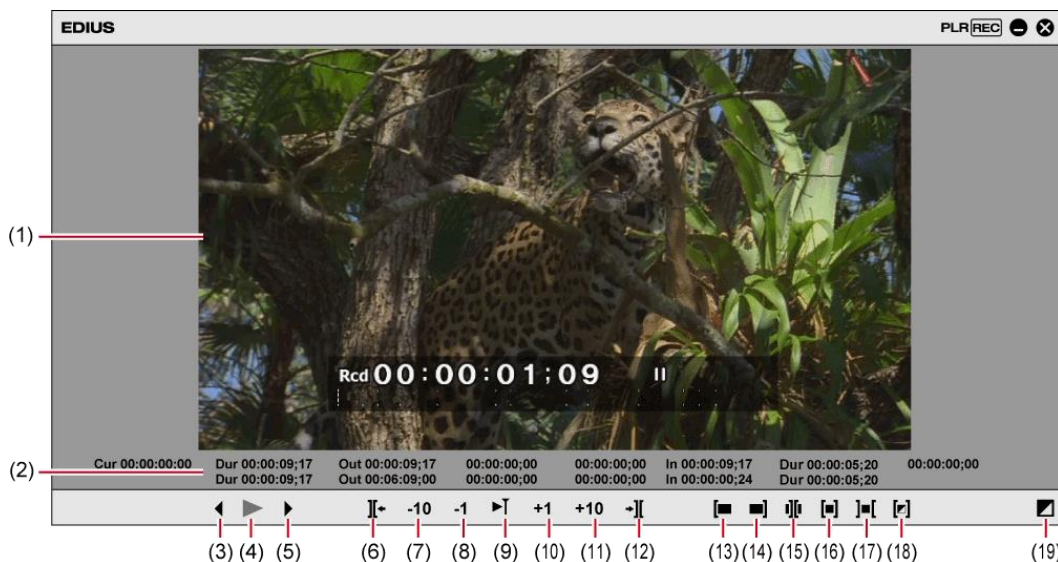 EDIUS
PLR REC
(1)
Rcd 00:00:01;09
(2)
Cur 00:00:00:00 Dur 00:00:09;17 Out 00:00:09;17 00:00:00;00 00:00:00;00 In 00:00:09;17 Dur 00:00:05;20 00:00:00;00
Dur 00:00:09;17 Out 00:06:09;00 00:00:00;00 00:00:00;00 In 00:00:00;24 Dur 00:00:05;20
-10 -1 +1 +10
(3) (4) (5) (6) (7) (8) (9) (10) (11) (12) (13) (14) (15) (16) (17) (18) (19)